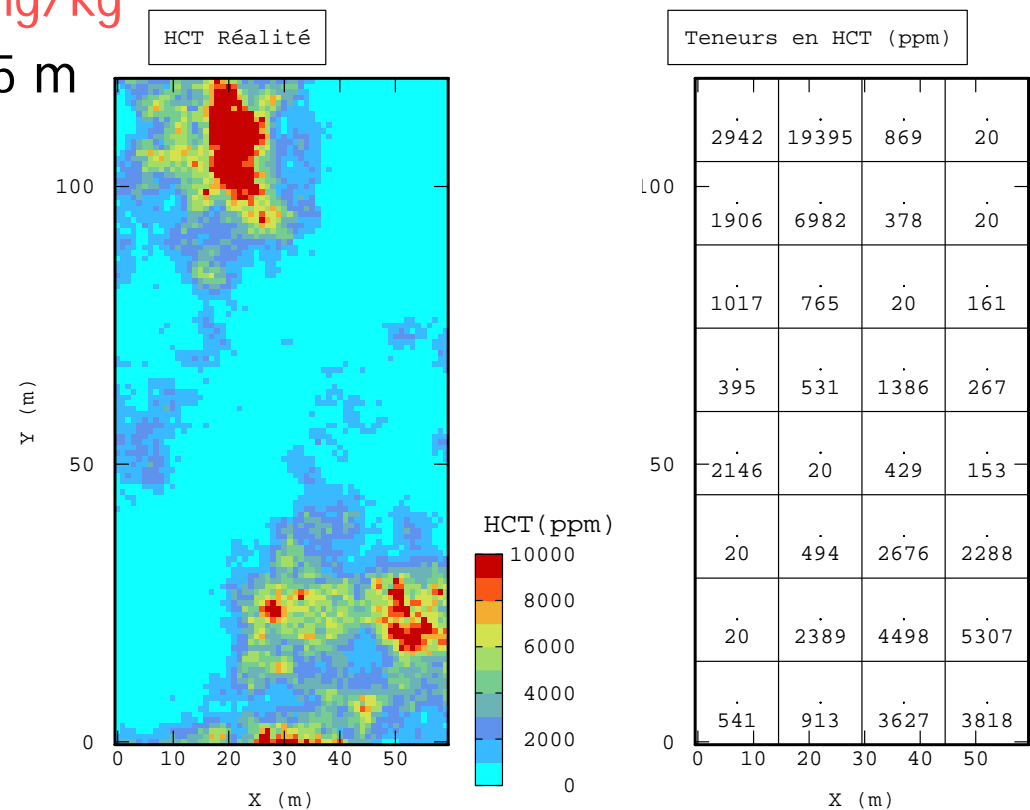 mg/kg
5 m
HCT Réalité
100
50
0
Y (m)
0 10 20 30 40 50
X (m)
HCT(ppm)
10000
8000
6000
4000
2000
0
Teneurs en HCT (ppm)
100
50
0
2942 19395 869 20
1906 6982 378 20
1017 765 20 161
395 531 1386 267
2146 20 429 153
20 494 2676 2288
20 2389 4498 5307
541 913 3627 3818
0 10 20 30 40 50
X (m)